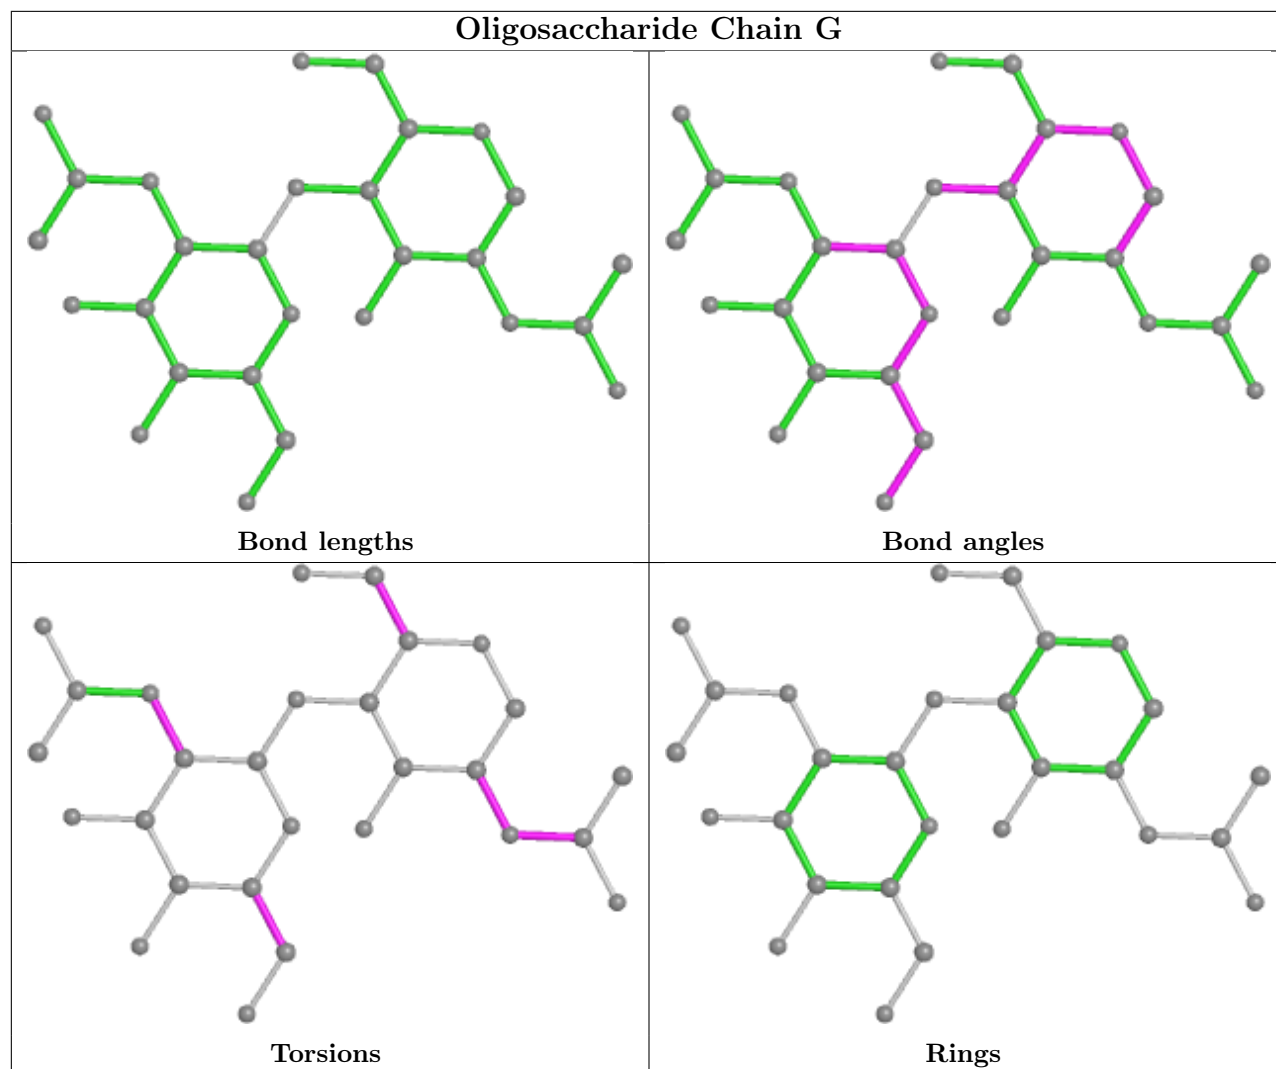 Oligosaccharide Chain G
Bond lengths
Bond angles
Torsions
Rings